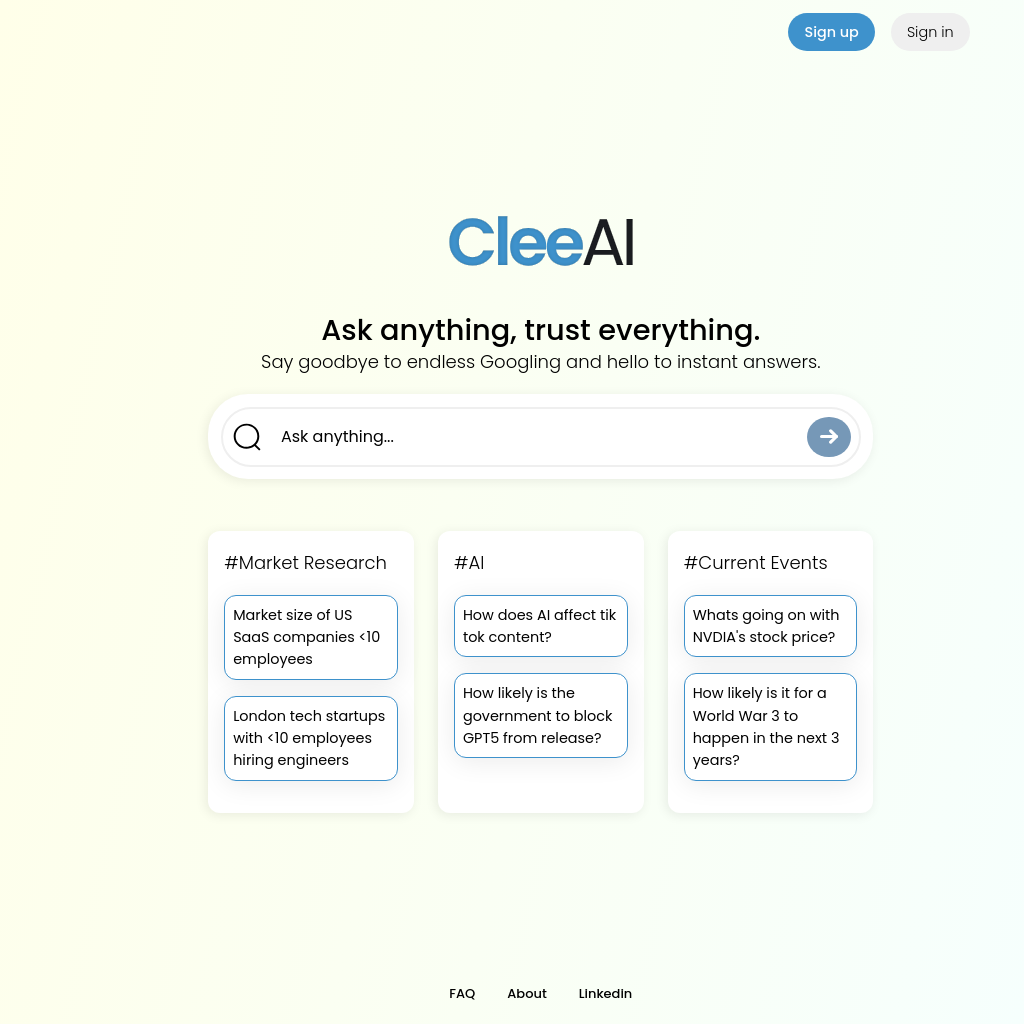 Sign up
Sign in
CleeAI
Ask anything, trust everything.
Say goodbye to endless Googling and hello to instant answers.
Ask anything...
#Market Research
Market size of US
SaaS companies <10
employees
London tech startups
with <10 employees
hiring engineers
#AI
How does AI affect tik
tok content?
How likely is the
government to block
GPT5 from release?
#Current Events
Whats going on with
NVDIA's stock price?
How likely is it for a
World War 3 to
happen in the next 3
years?
FAQ
About
LinkedIn